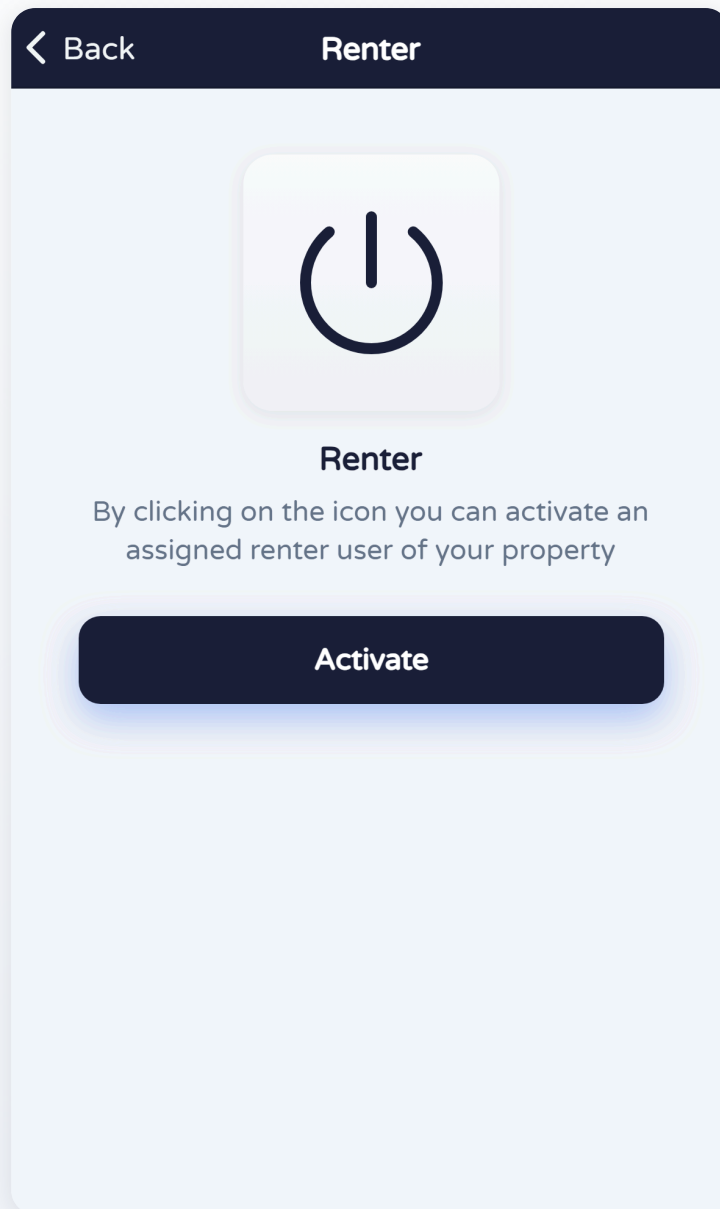 Back
Renter
Renter
By clicking on the icon you can activate an
assigned renter user of your property
Activate